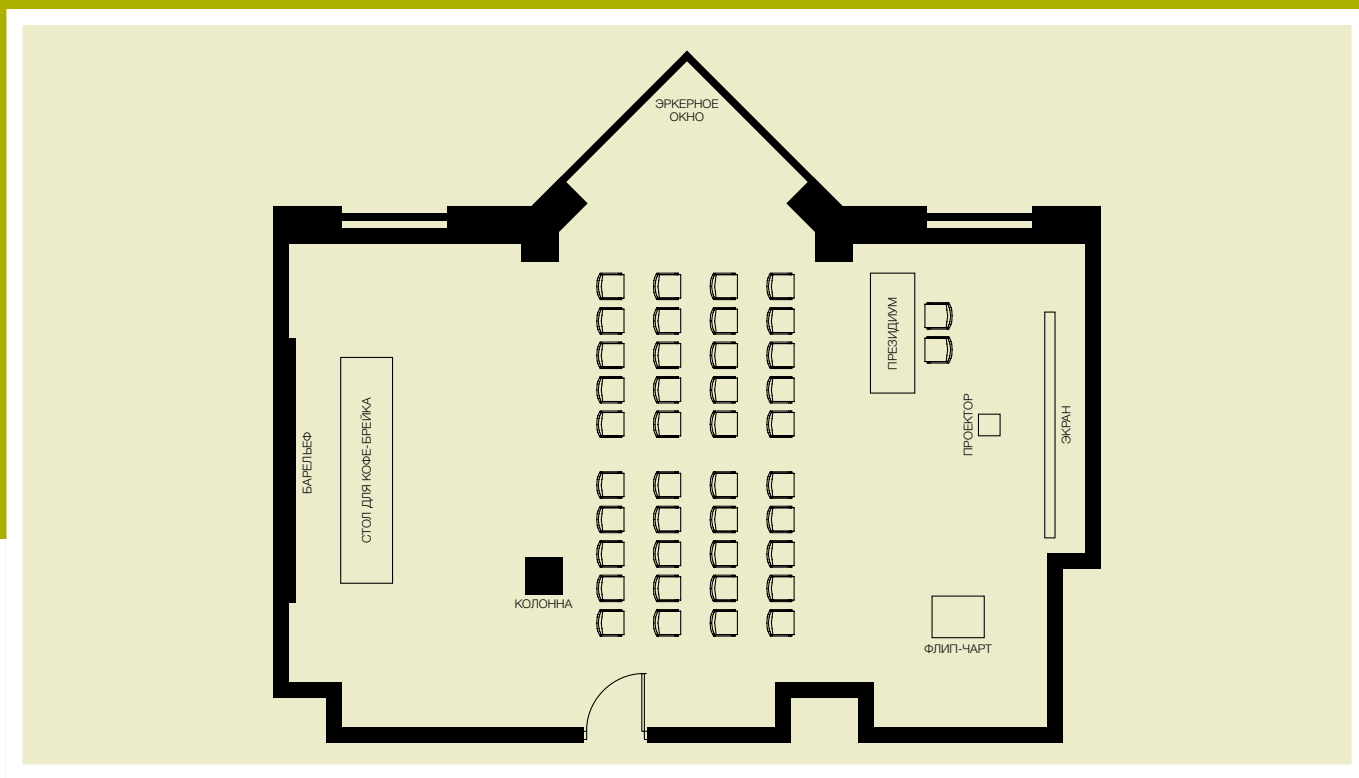 ЭРКЕРНОЕ
ОКНО
БАРЕЛЬЕФ
СТОЛ ДЛЯ КОФЕ-БРЕЙКА
КОЛОННА
ПРЕЗИДИУМ
ПРОЕКТОР
ЭКРАН
ФЛИП-ЧАРТ